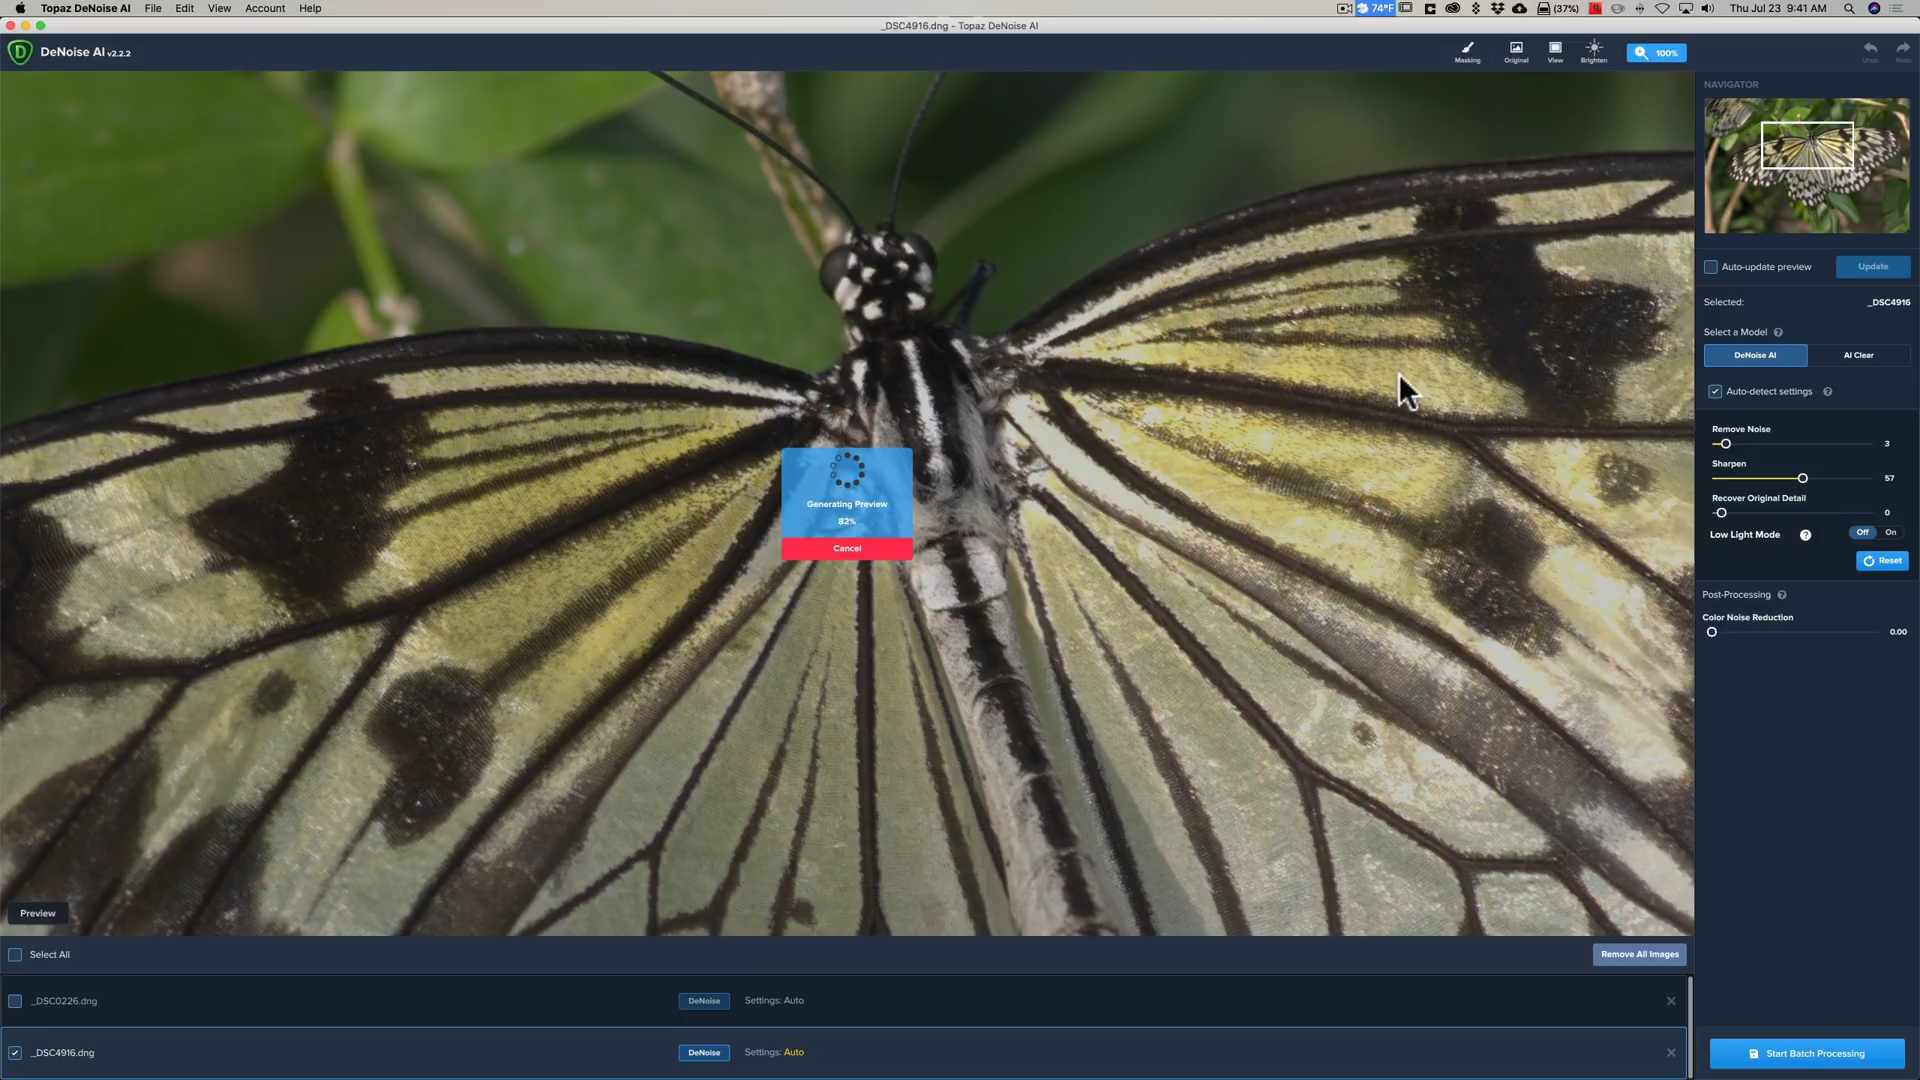 Topaz DeNoise AI File Edit View Account Help 74°F (37%) Thu Jul 23 9:41 AM
_DSC4916.dng - Topaz DeNoise AI
DeNoise AI v2.2.2
Masking Original View Brighten 100% Undo Redo
NAVIGATOR
Auto-update preview Update
Selected: _DSC4916
Select a Model ?
DeNoise AI AI Clear
Auto-detect settings ?
Remove Noise
3
Sharpen
57
Recover Original Detail
0
Low Light Mode ? Off On
Reset
Post-Processing ?
Color Noise Reduction
0.00
Generating Preview
82%
Cancel
Preview
Select All Remove All Images
_DSC0226.dng DeNoise Settings: Auto
_DSC4916.dng DeNoise Settings: Auto
Start Batch Processing